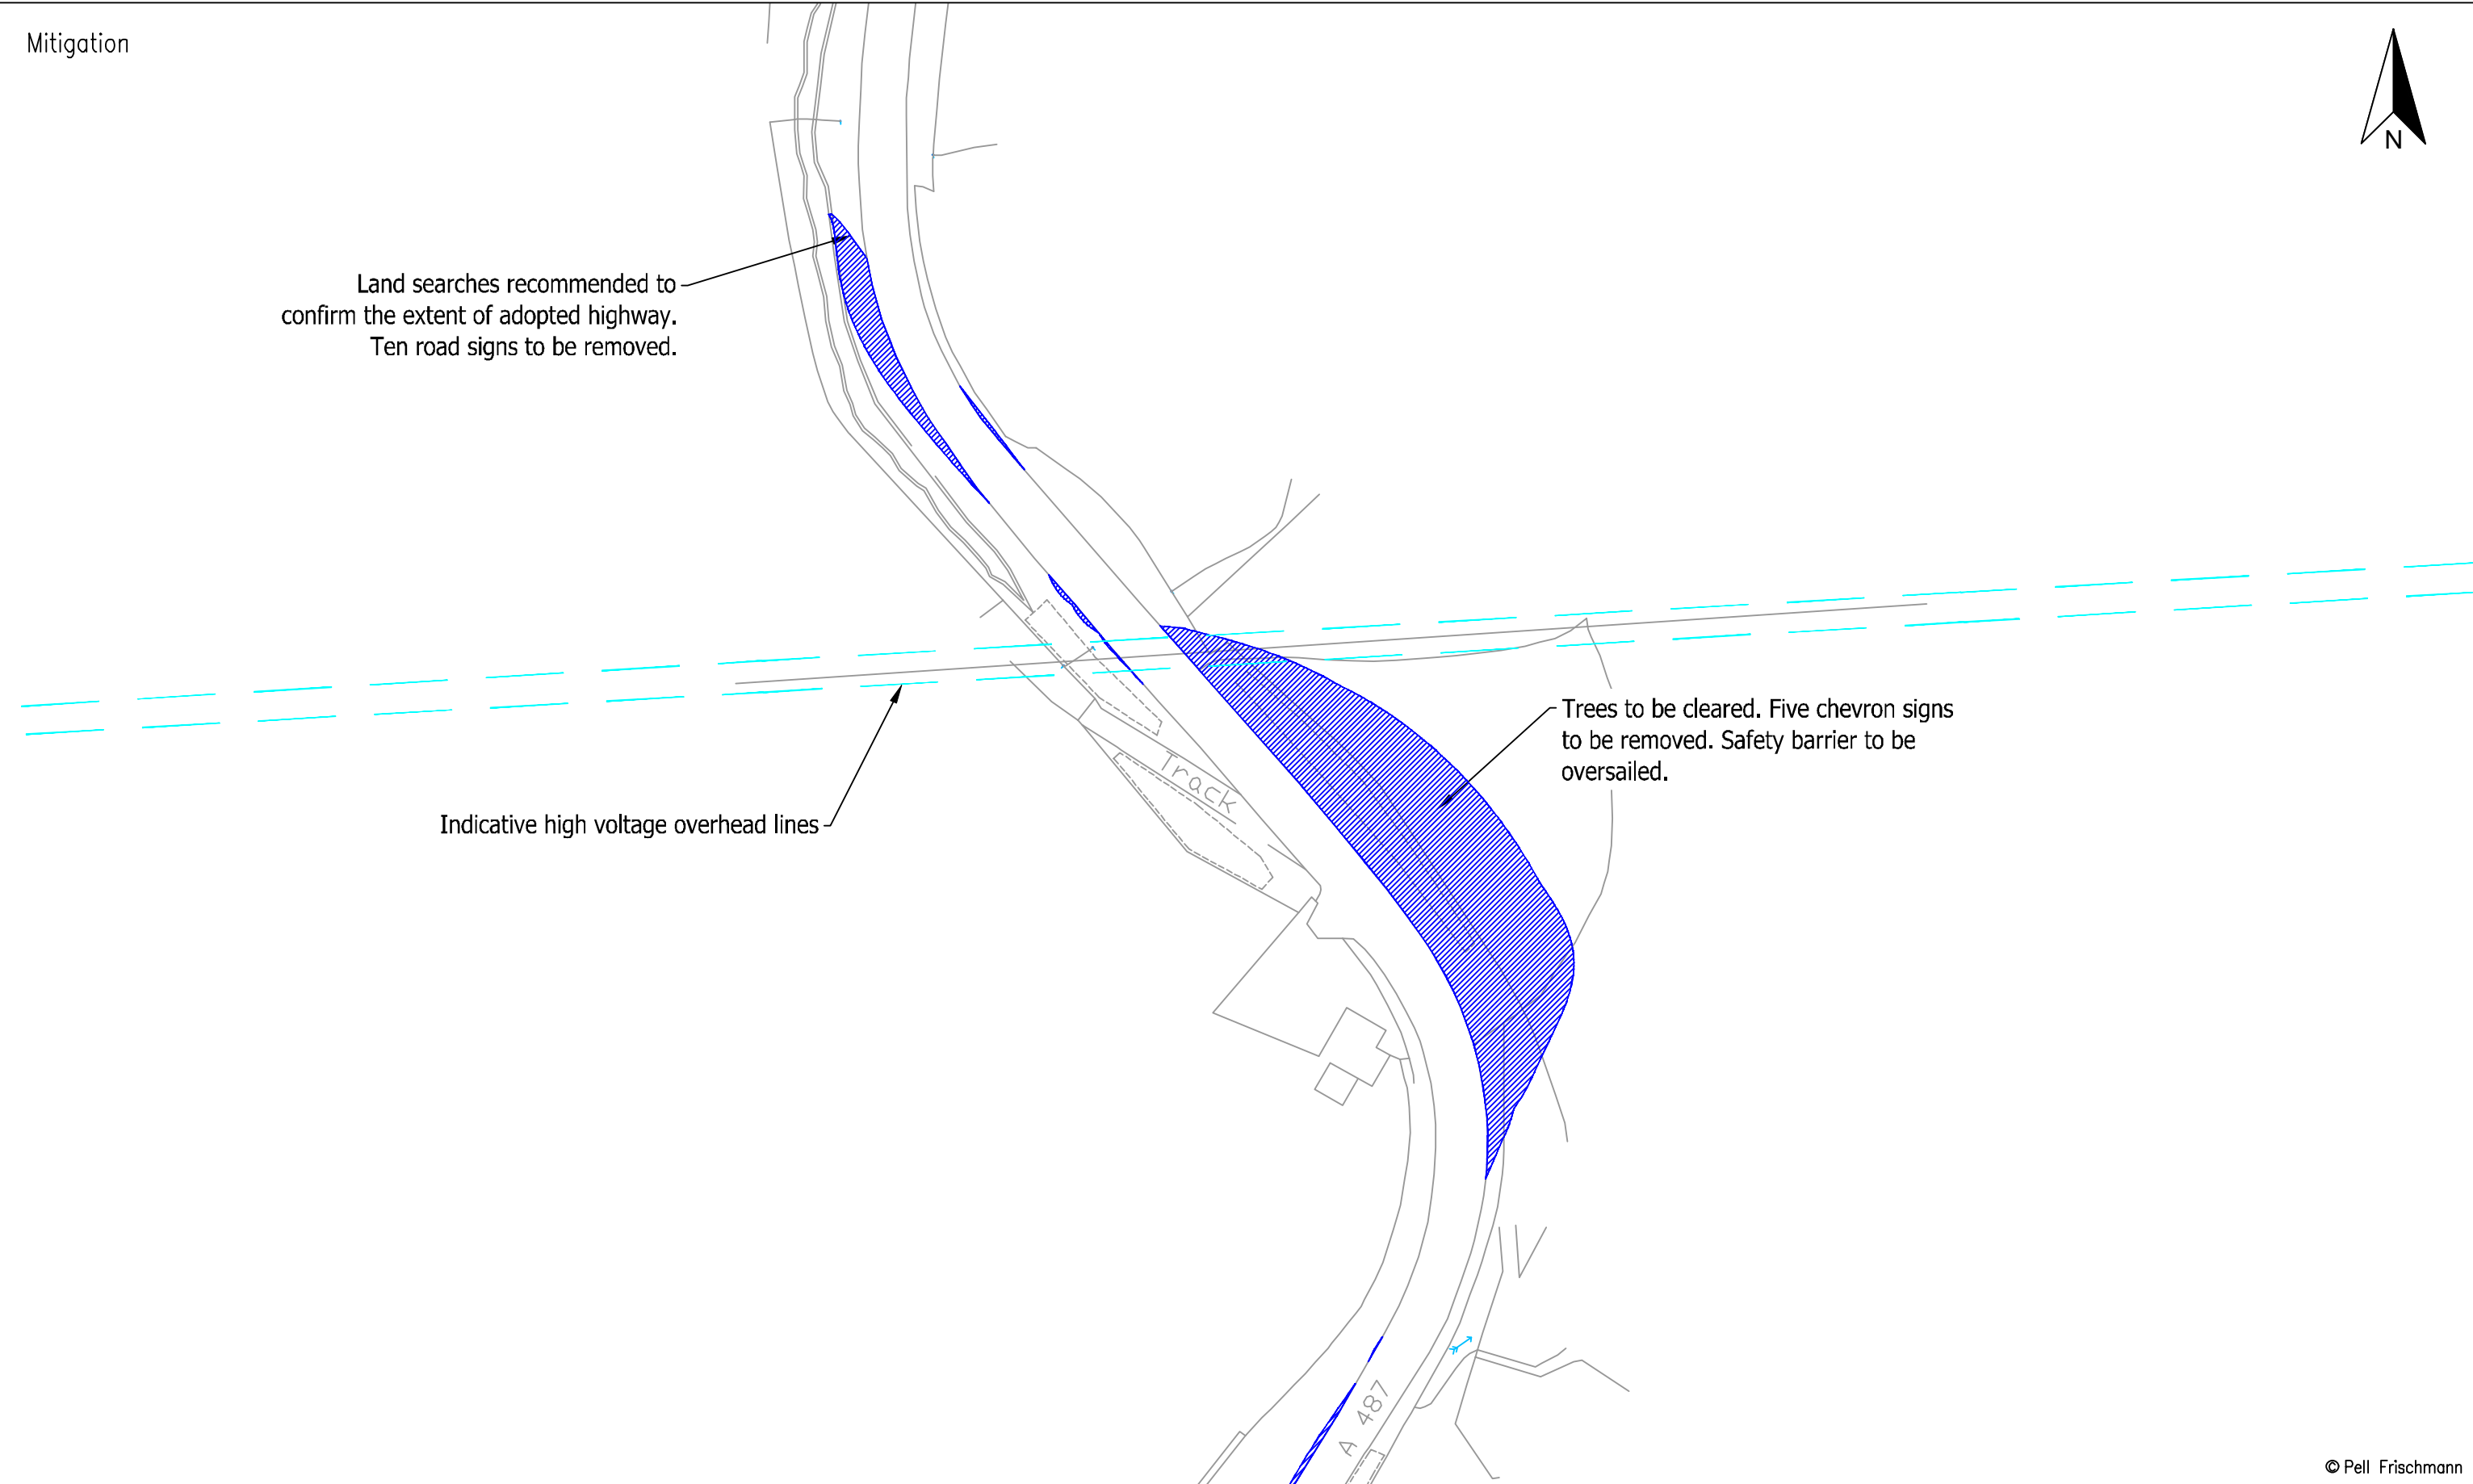 Mitigation
N
Land searches recommended to
confirm the extent of adopted highway.
Ten road signs to be removed.
Trees to be cleared. Five chevron signs
to be removed. Safety barrier to be
oversailed.
Track
Indicative high voltage overhead lines
A 487
© Pell Frischmann